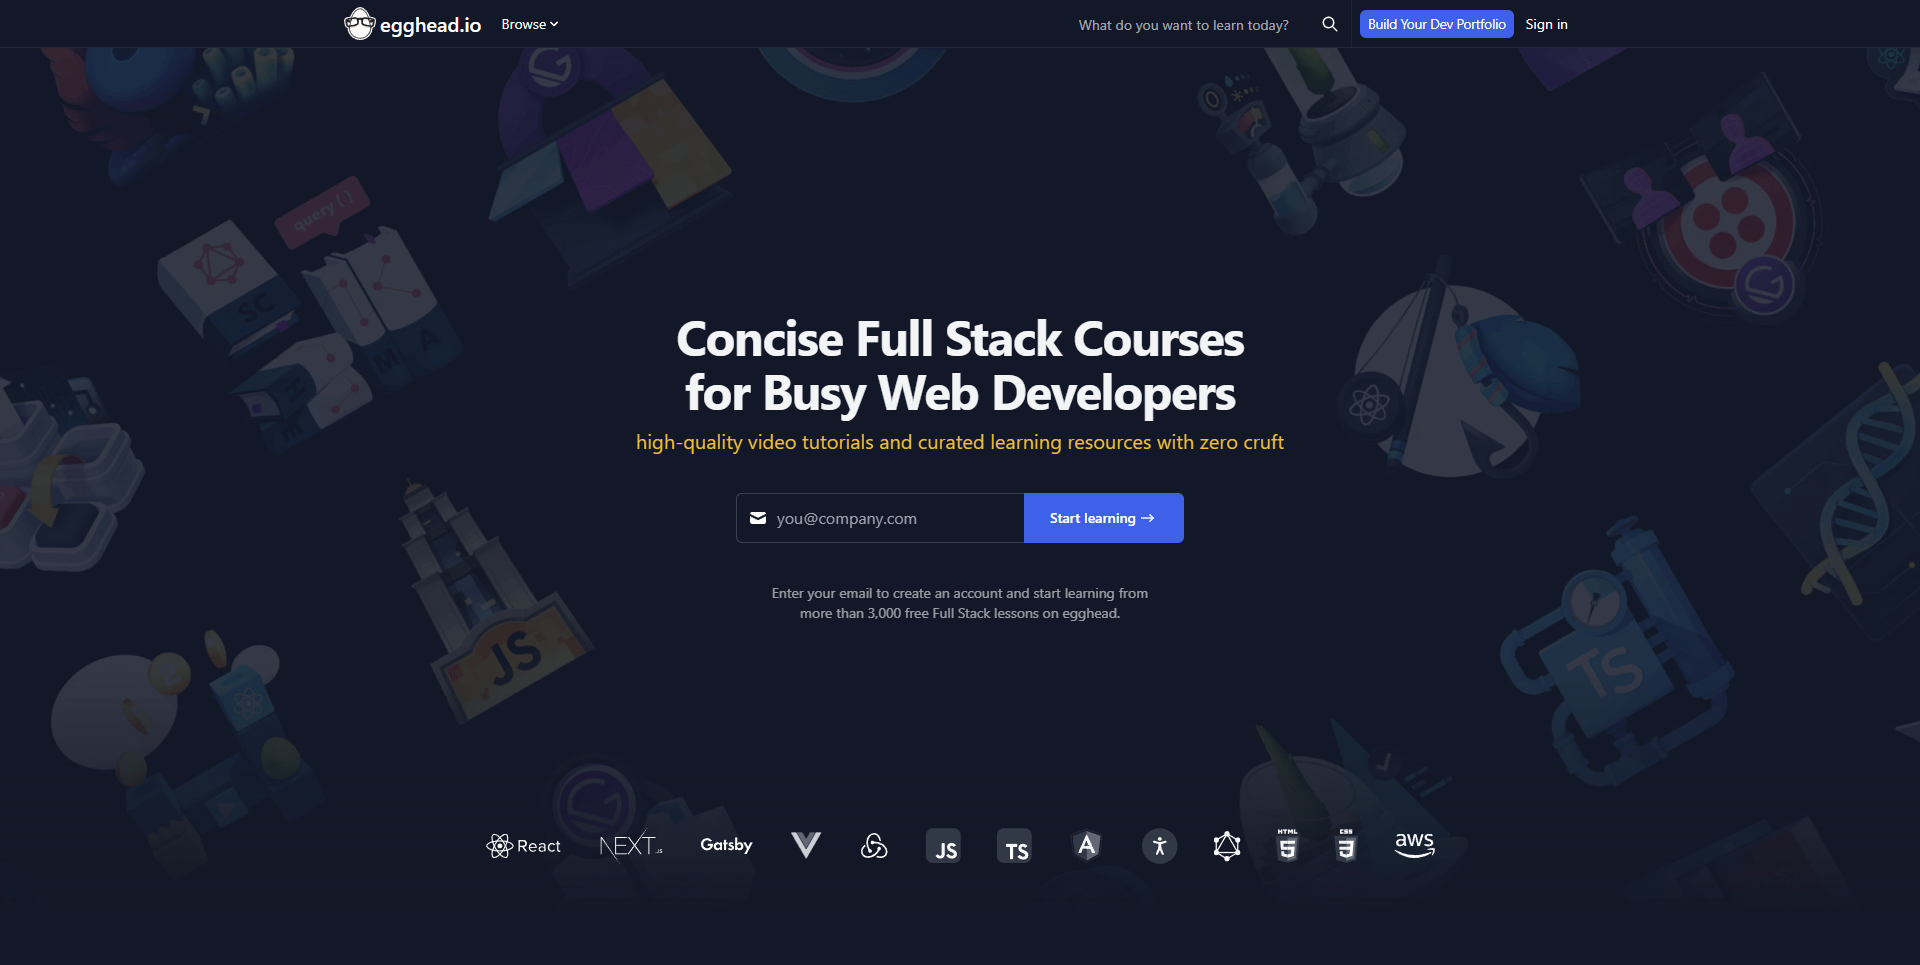 egghead.io
Browse
What do you want to learn today?
Build Your Dev Portfolio
Sign in
query()
SC
M
A
Concise Full Stack Courses
for Busy Web Developers
high-quality video tutorials and curated learning resources with zero cruft
you@company.com
Start learning →
Enter your email to create an account and start learning from
more than 3,000 free Full Stack lessons on egghead.
JS
TS
React
NEXT.JS
Gatsby
JS
TS
A
HTML
5
CSS
3
aws